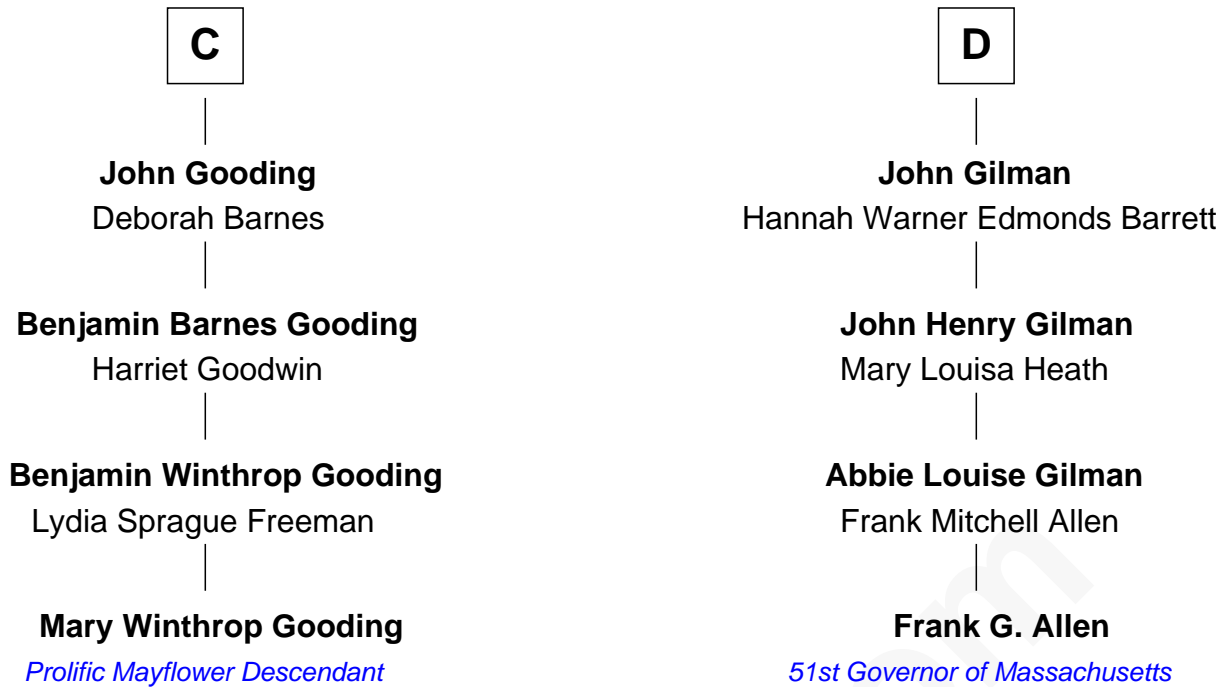 C
John Gooding
Deborah Barnes
Benjamin Barnes Gooding
Harriet Goodwin
Benjamin Winthrop Gooding
Lydia Sprague Freeman
Mary Winthrop Gooding
Prolific Mayflower Descendant
D
John Gilman
Hannah Warner Edmonds Barrett
John Henry Gilman
Mary Louisa Heath
Abbie Louise Gilman
Frank Mitchell Allen
Frank G. Allen
51st Governor of Massachusetts